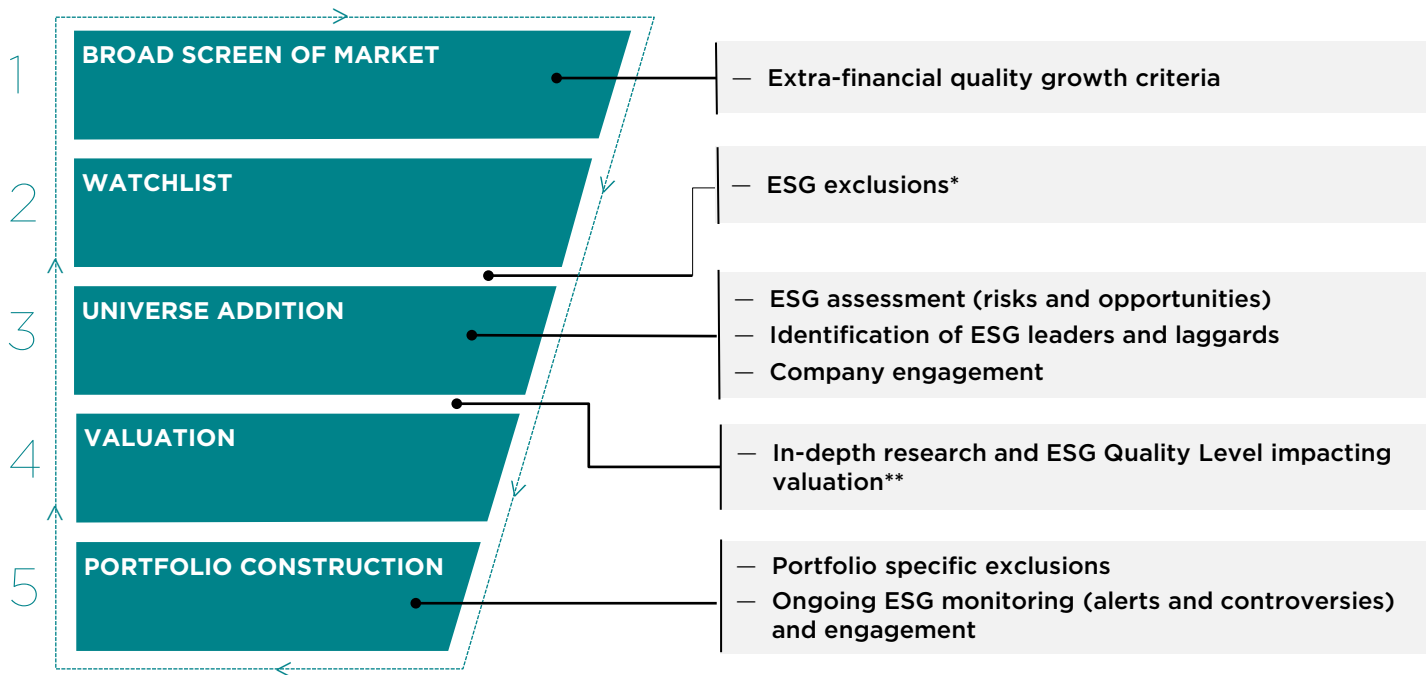 1
BROAD SCREEN OF MARKET
— Extra-financial quality growth criteria
2
WATCHLIST
— ESG exclusions*
3
UNIVERSE ADDITION
— ESG assessment (risks and opportunities)
— Identification of ESG leaders and laggards
— Company engagement
4
VALUATION
— In-depth research and ESG Quality Level impacting
valuation**
5
PORTFOLIO CONSTRUCTION
— Portfolio specific exclusions
— Ongoing ESG monitoring (alerts and controversies)
and engagement